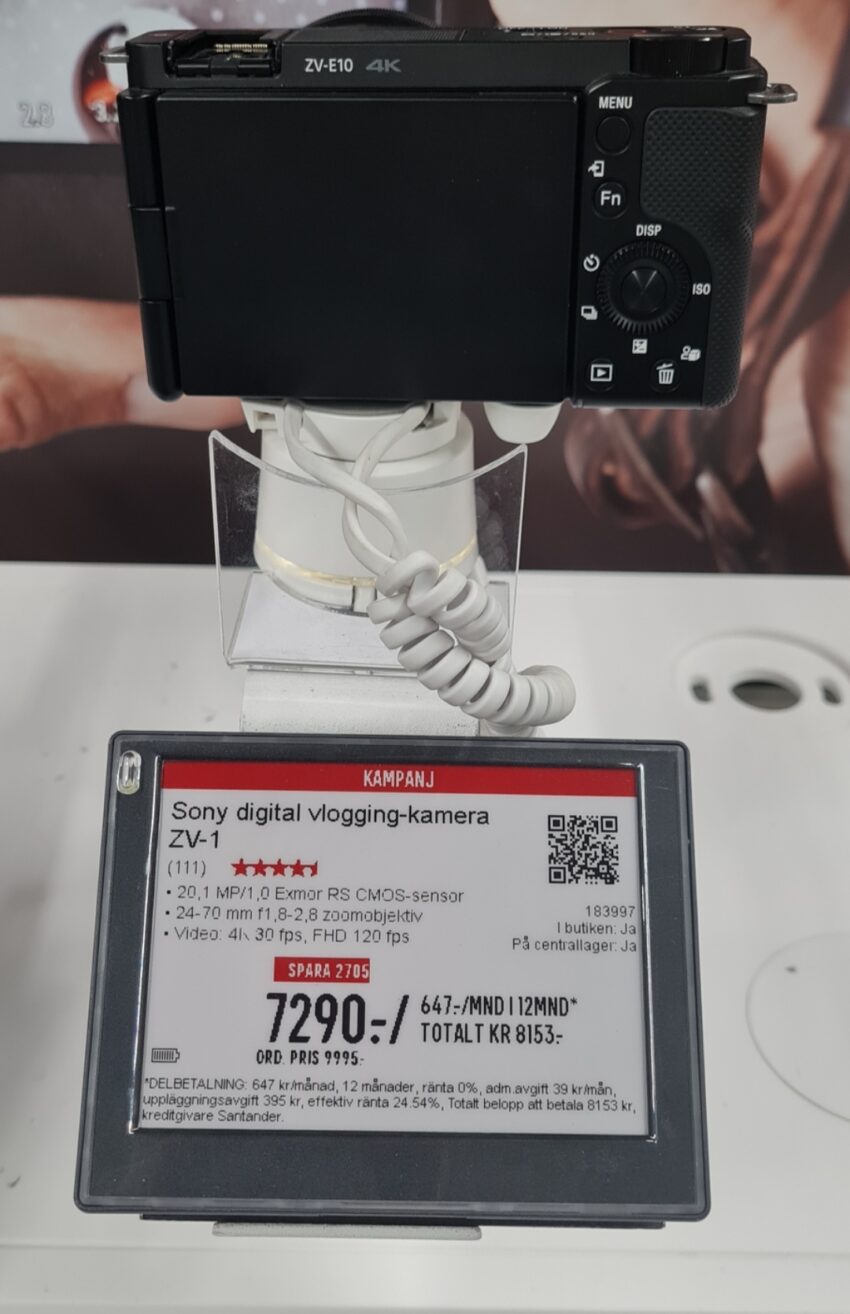 2.8
ZV-E10 4K
MENU
Fn
DISP
ISO
KAMPANJ
Sony digital vlogging-kamera
ZV-1
(111)
• 20,1 MP/1,0 Exmor RS CMOS-sensor
• 24-70 mm f1,8-2,8 zoomobjektiv
• Video: 4K 30 fps, FHD 120 fps
183997
I butiken: Ja
På centrallager: Ja
SPARA 2705
7290:-/
647:-/MND I 12MND*
TOTALT KR 8153:-
ORD. PRIS 9995:-
*DELBETALNING: 647 kr/månad, 12 månader, ränta 0%, adm.avgift 39 kr/mån,
uppläggningsavgift 395 kr, effektiv ränta 24.54%, Totalt belopp att betala 8153 kr,
kreditgivare Santander.